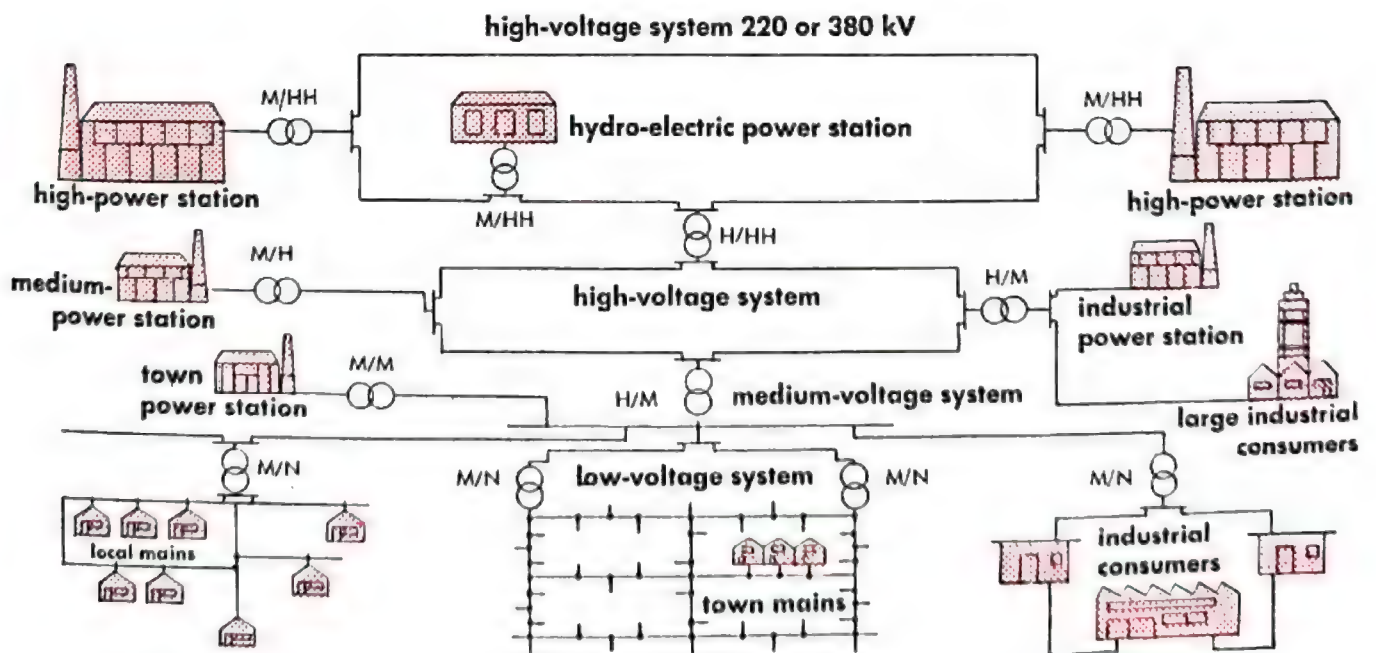 high-voltage system 220 or 380 kV
M/HH
hydro-electric power station
M/HH
high-power station
M/HH
high-power station
H/HH
M/H
medium-
power station
high-voltage system
H/M
industrial
power station
town
power station
M/M
H/M
medium-voltage system
large industrial
consumers
M/N
M/N
low-voltage system
M/N
M/N
local mains
town mains
industrial
consumers